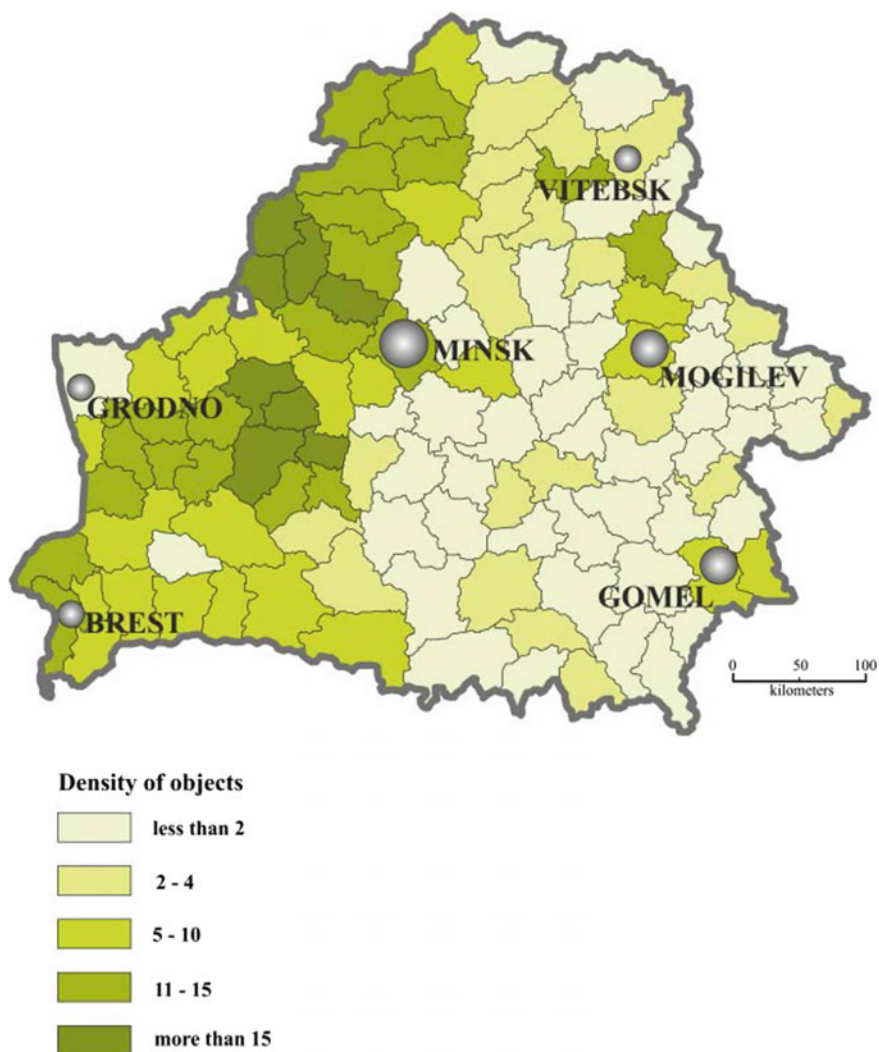 VITEBSK
MINSK
MOGILEV
GRODNO
GOMEL
BREST
0 50 100
kilometers
Density of objects
less than 2
2 - 4
5 - 10
11 - 15
more than 15